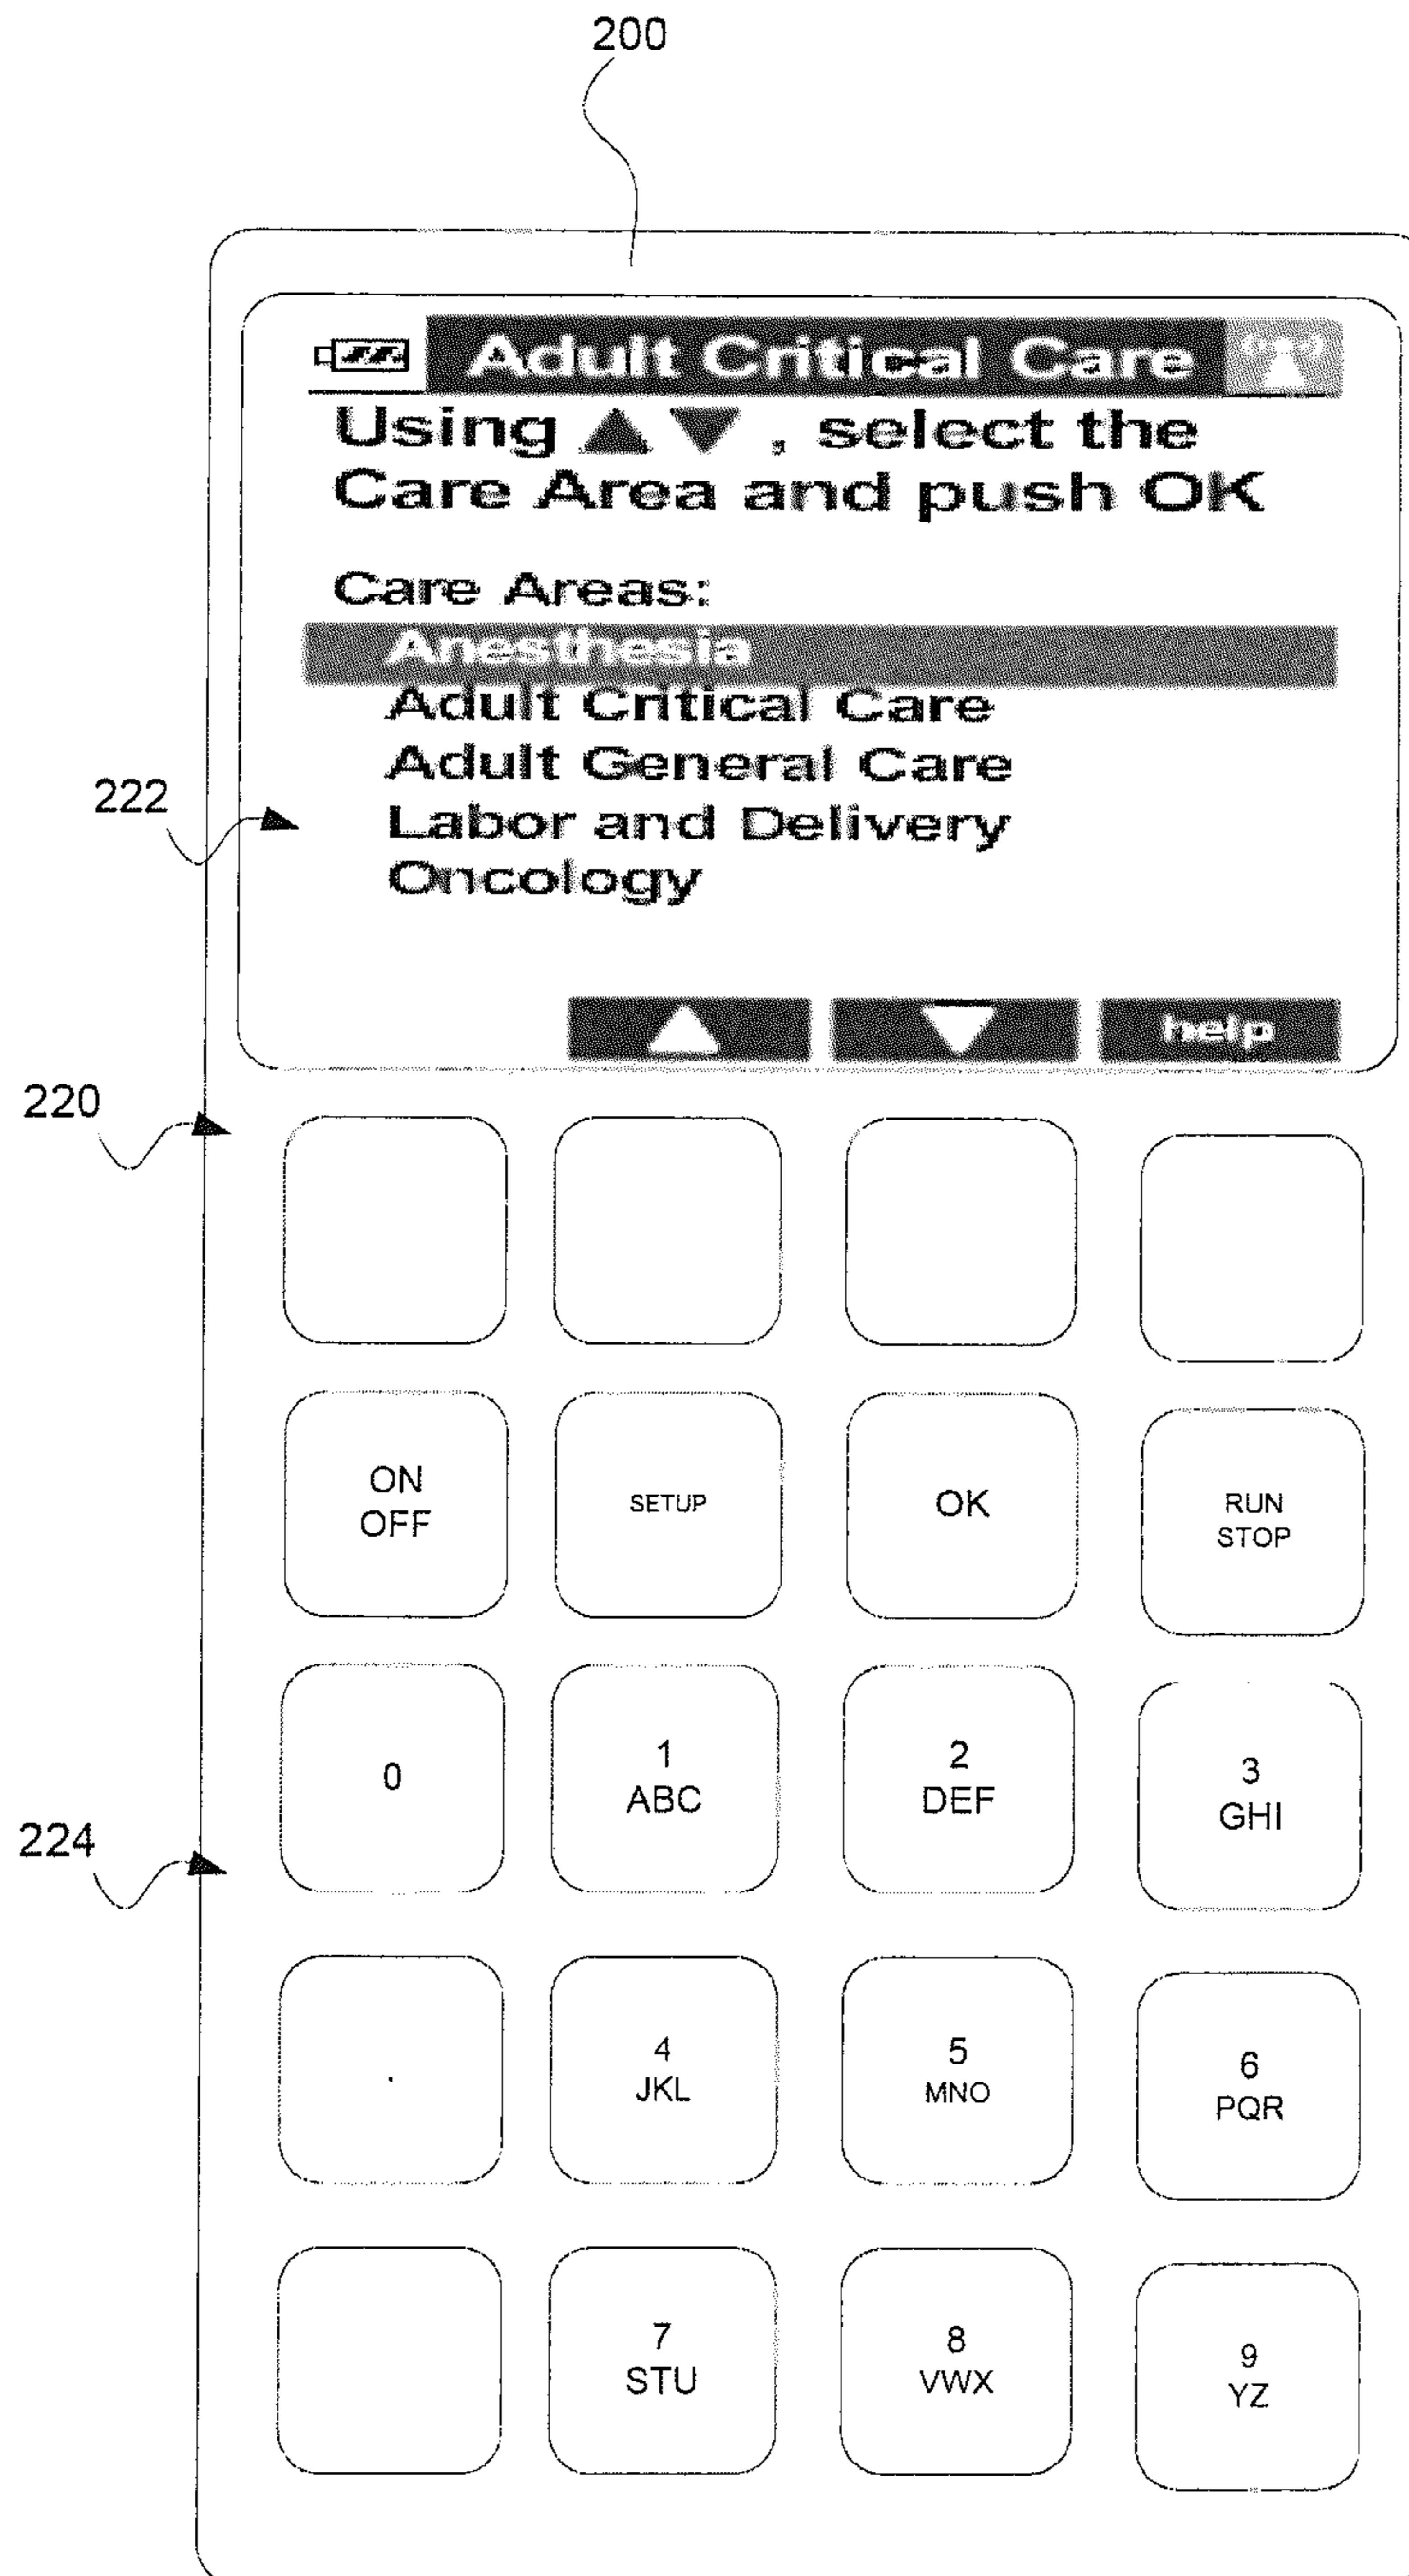 200
Adult Critical Care
Using ▲ ▼ , select the
Care Area and push OK
Care Areas:
Anesthesia
Adult Critical Care
Adult General Care
222
Labor and Delivery
Oncology
▲ ▼ help
220
ON
OFF
SETUP
OK
RUN
STOP
0
1
ABC
2
DEF
3
GHI
224
.
4
JKL
5
MNO
6
PQR
7
STU
8
VWX
9
YZ